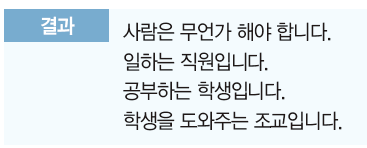 결과
사람은 무언가 해야 합니다.
일하는 직원입니다.
공부하는 학생입니다.
학생을 도와주는 조교입니다.